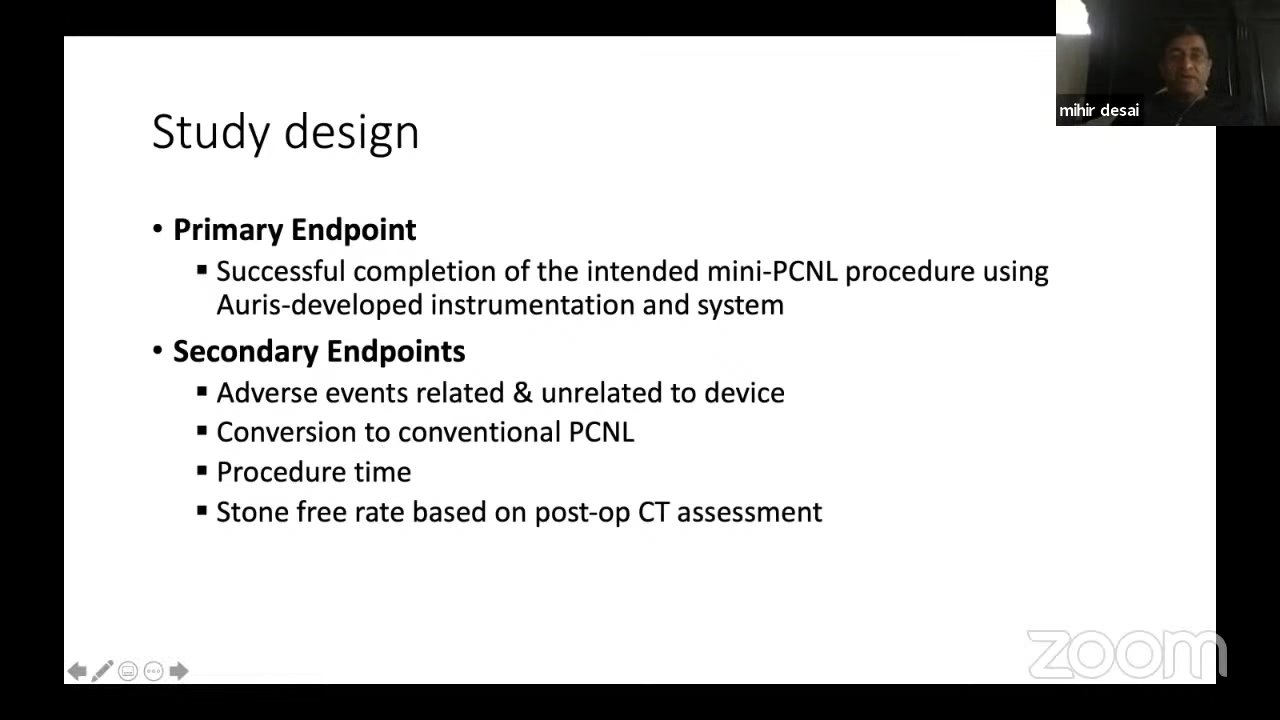 mihir desai
Study design
• Primary Endpoint
▪ Successful completion of the intended mini-PCNL procedure using
Auris-developed instrumentation and system
• Secondary Endpoints
▪ Adverse events related & unrelated to device
▪ Conversion to conventional PCNL
▪ Procedure time
▪ Stone free rate based on post-op CT assessment
zoom